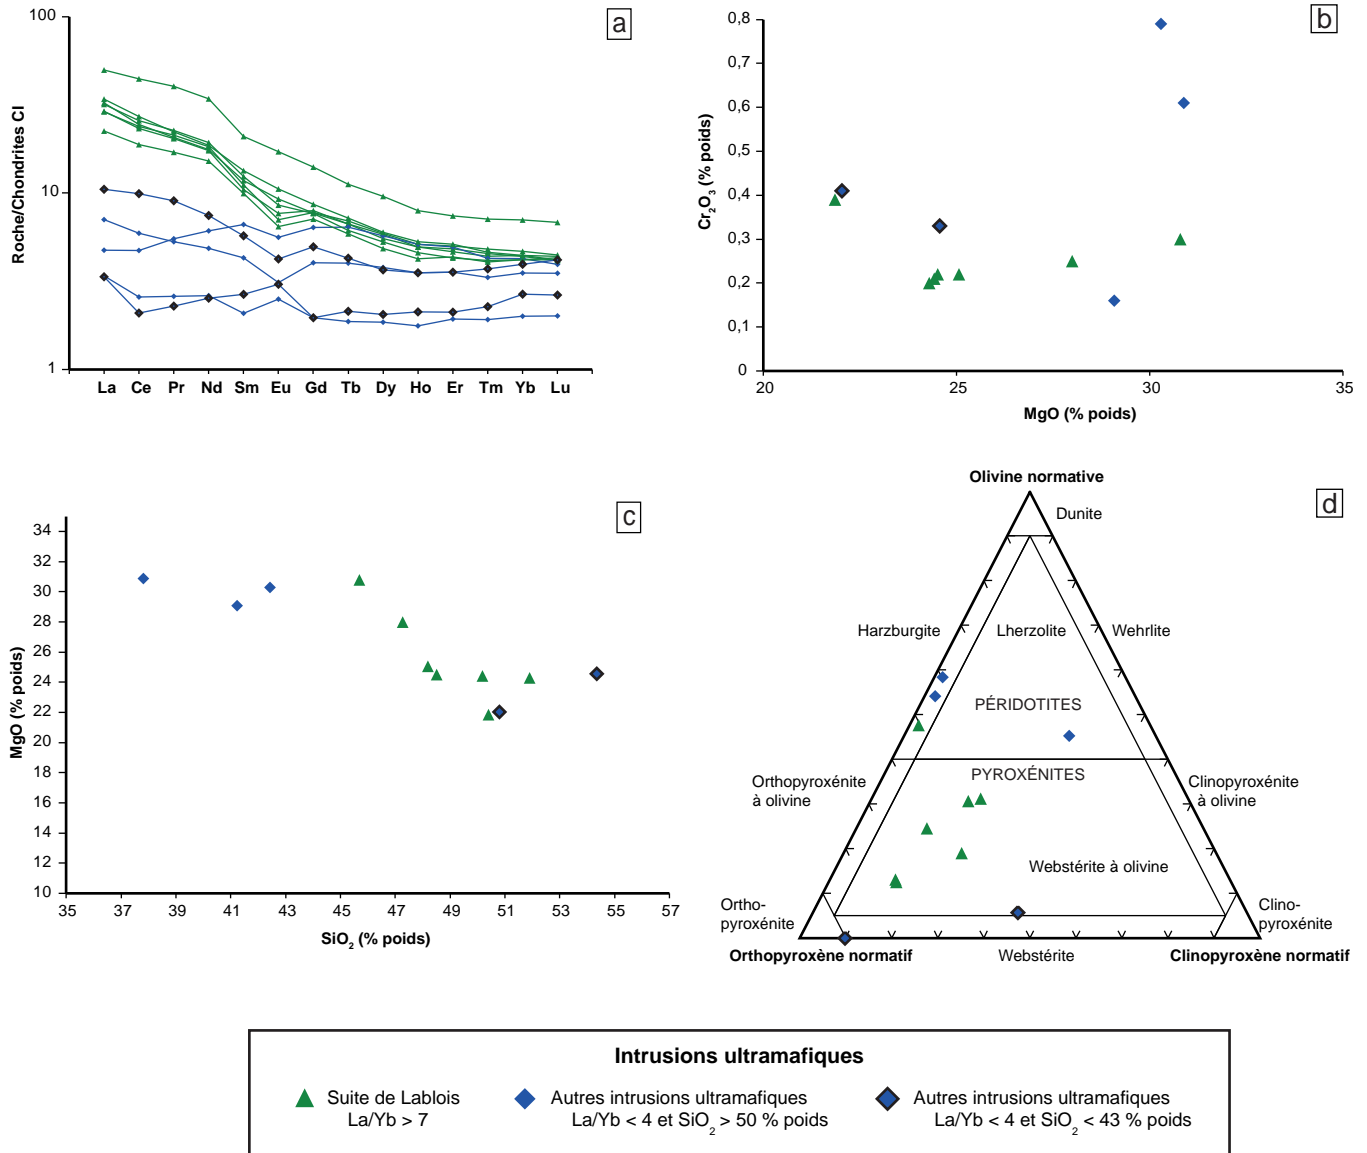 a
100
10
1
Roche/Chondrites CI
La Ce Pr Nd Sm Eu Gd Tb Dy Ho Er Tm Yb Lu
b
0,8
0,7
0,6
0,5
0,4
0,3
0,2
0,1
0
Cr2O3 (% poids)
20 25 30 35
MgO (% poids)
c
34
32
30
28
26
24
22
20
18
16
14
12
10
MgO (% poids)
35 37 39 41 43 45 47 49 51 53 55 57
SiO2 (% poids)
d
Olivine normative
Dunite
Harzburgite
Lherzolite
Wehrlite
PÉRIDOTITES
PYROXÉNITES
Orthopyroxénite
à olivine
Clinopyroxénite
à olivine
Webstérite à olivine
Ortho-
pyroxénite
Clino-
pyroxénite
Orthopyroxène normatif
Webstérite
Clinopyroxène normatif
Intrusions ultramafiques
Suite de Lablois
La/Yb > 7
Autres intrusions ultramafiques
La/Yb < 4 et SiO2 > 50 % poids
Autres intrusions ultramafiques
La/Yb < 4 et SiO2 < 43 % poids